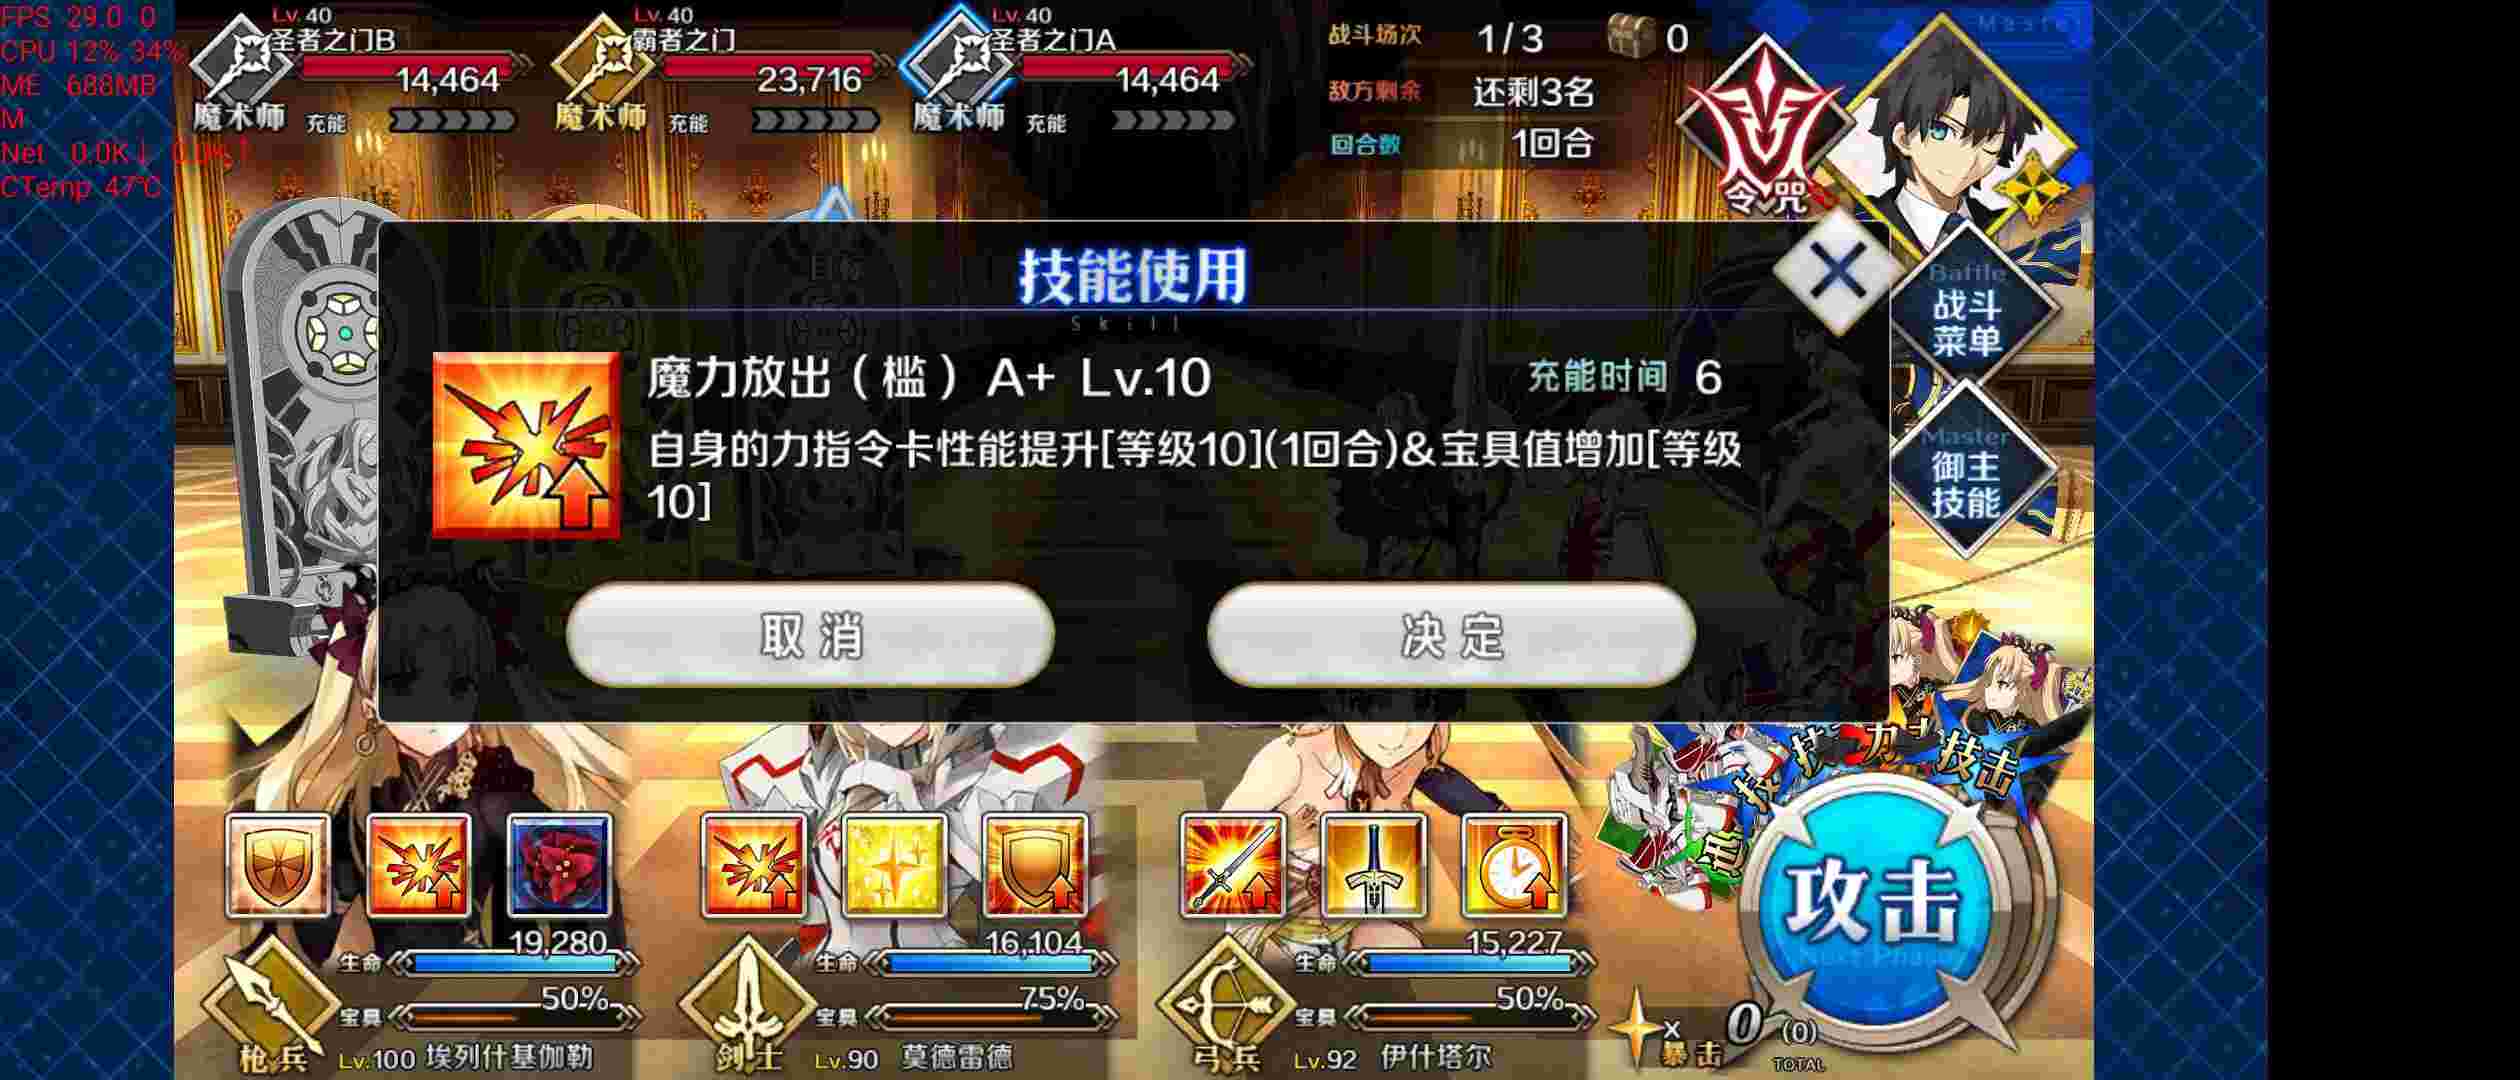 FPS 29.0 0
CPU 12% 34%
ME 688MB
M
Net 0.0K↓ 0.0K↑
CTemp 47°C
Lv.40
圣者之门B
14,464
魔术师 充能
Lv.40
霸者之门
23,716
魔术师 充能
Lv.40
圣者之门A
14,464
魔术师 充能
战斗场次 1/3 0
敌方剩余 还剩3名
回合数 1回合
令咒
Master
技能使用
Skill
魔力放出（槛）A+ Lv.10
充能时间 6
自身的力指令卡性能提升[等级10](1回合)&宝具值增加[等级
10]
取消
决定
Battle
战斗
菜单
Master
御主
技能
技 力 技击
攻击
Next Phase
19,280
生命
50%
宝具
枪兵
Lv.100 埃列什基伽勒
16,104
生命
75%
宝具
剑士
Lv.90 莫德雷德
15,227
生命
50%
宝具
弓兵
Lv.92 伊什塔尔
x 0 (0)
暴击 TOTAL